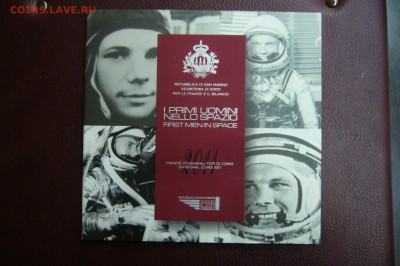 COINS.LAVE.RU
REPUBBLICA DI SAN MARINO
SEGRETERIA DI STATO
PER LE FINANZE E IL BILANCIO
I PRIMI UOMINI
NELLO SPAZIO
FIRST MEN IN SPACE
2011
MONETE DIVISIONALI FIOR DI CONIO
DIVISIONAL COINS SET